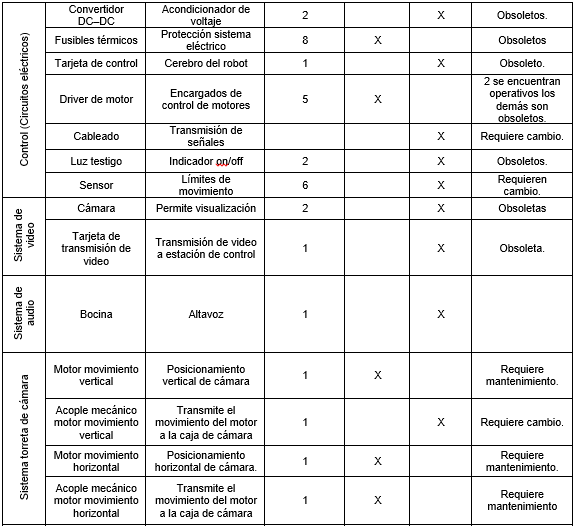 Control (Circuitos eléctricos)
Convertidor
DC–DC
Acondicionador de
voltaje
2
X
Obsoletos.
Fusibles térmicos
Protección sistema
eléctrico
8
X
Obsoletos
Tarjeta de control
Cerebro del robot
1
X
Obsoleto.
Driver de motor
Encargados de
control de motores
5
X
2 se encuentran
operativos los
demás son
obsoletos.
Cableado
Transmisión de
señales
X
Requiere cambio.
Luz testigo
Indicador on/off
2
X
Obsoletos.
Sensor
Límites de
movimiento
6
X
Requieren
cambio.
Sistema de
video
Cámara
Permite visualización
2
X
Obsoletas
Tarjeta de
transmisión de
video
Transmisión de video
a estación de control
1
X
Obsoleta.
Sistema de
audio
Bocina
Altavoz
1
X
Sistema torreta de cámara
Motor movimiento
vertical
Posicionamiento
vertical de cámara
1
X
Requiere
mantenimiento.
Acople mecánico
motor movimiento
vertical
Transmite el
movimiento del motor
a la caja de cámara
1
X
Requiere cambio.
Motor movimiento
horizontal
Posicionamiento
horizontal de cámara.
1
X
Requiere
mantenimiento.
Acople mecánico
motor movimiento
horizontal
Transmite el
movimiento del motor
a la caja de cámara
1
X
Requiere
mantenimiento